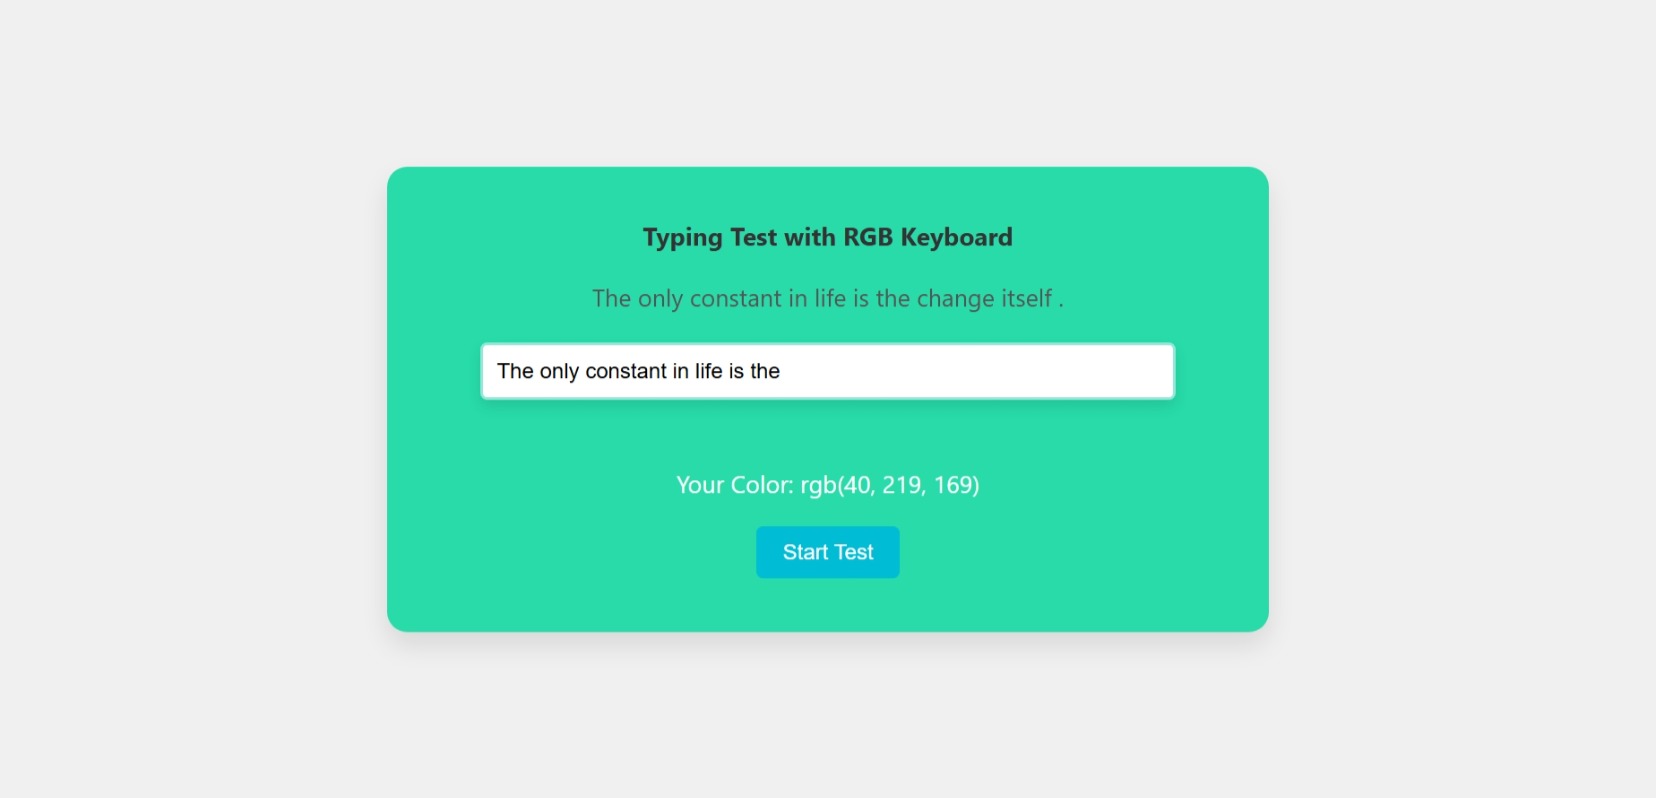 Typing Test with RGB Keyboard
The only constant in life is the change itself .
The only constant in life is the
Your Color: rgb(40, 219, 169)
Start Test